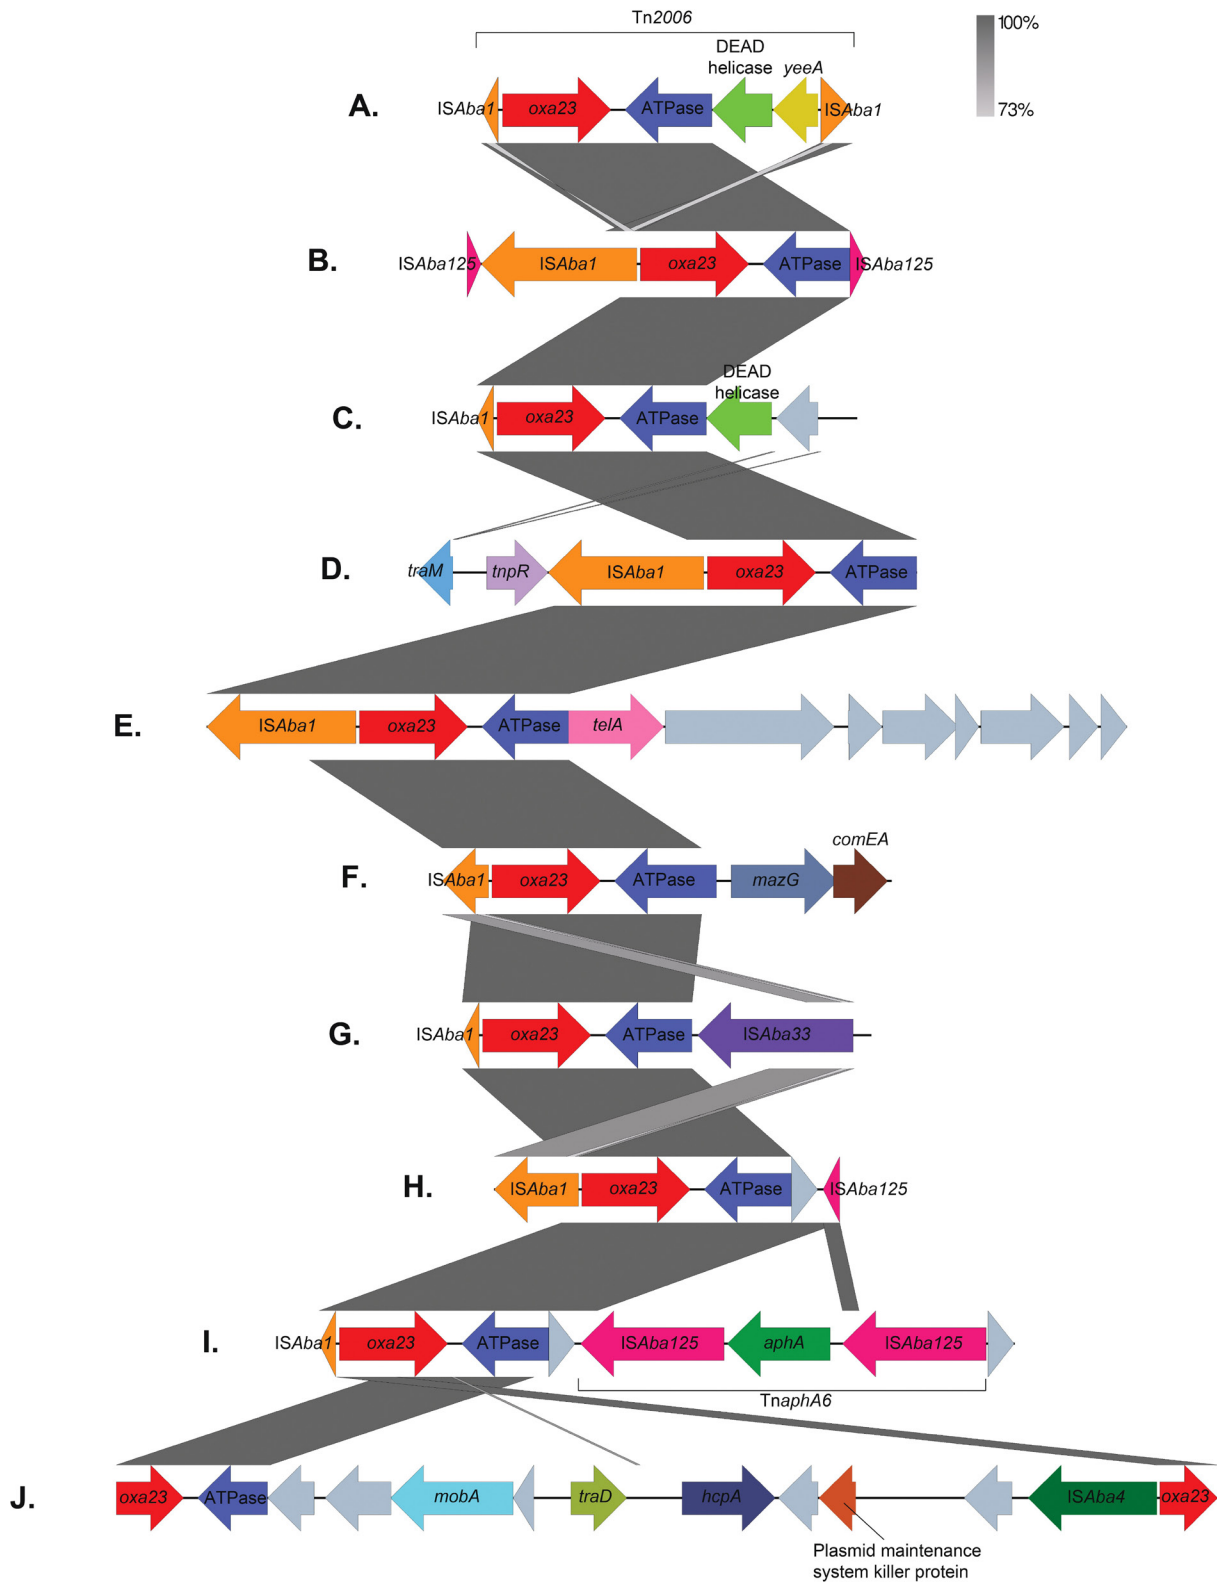 Tn2006
100%
73%
A.
ISAba1
oxa23
ATPase
DEAD
helicase
yeeA
ISAba1
B.
ISAba125
ISAba1
oxa23
ATPase
ISAba125
C.
ISAba1
oxa23
ATPase
DEAD
helicase
D.
traM
tnpR
ISAba1
oxa23
ATPase
E.
ISAba1
oxa23
ATPase
telA
F.
ISAba1
oxa23
ATPase
mazG
comEA
G.
ISAba1
oxa23
ATPase
ISAba33
H.
ISAba1
oxa23
ATPase
ISAba125
I.
ISAba1
oxa23
ATPase
ISAba125
aphA
ISAba125
TnaphA6
J.
oxa23
ATPase
mobA
traD
hcpA
ISAba4
oxa23
Plasmid maintenance
system killer protein